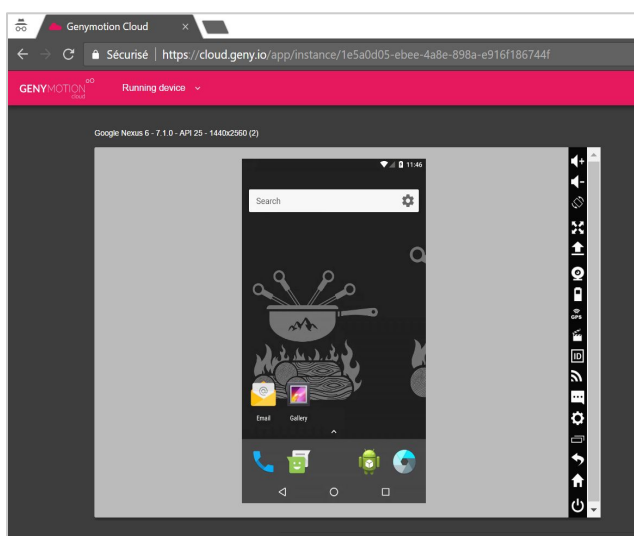 Genymotion Cloud
Sécurisé | https://cloud.geny.io/app/instance/1e5a0d05-ebee-4a8e-898a-e916f186744f
GENYMOTION
cloud
Running device
Google Nexus 6 - 7.1.0 - API 25 - 1440x2560 (2)
11:46
Search
GPS
ID
Email Gallery